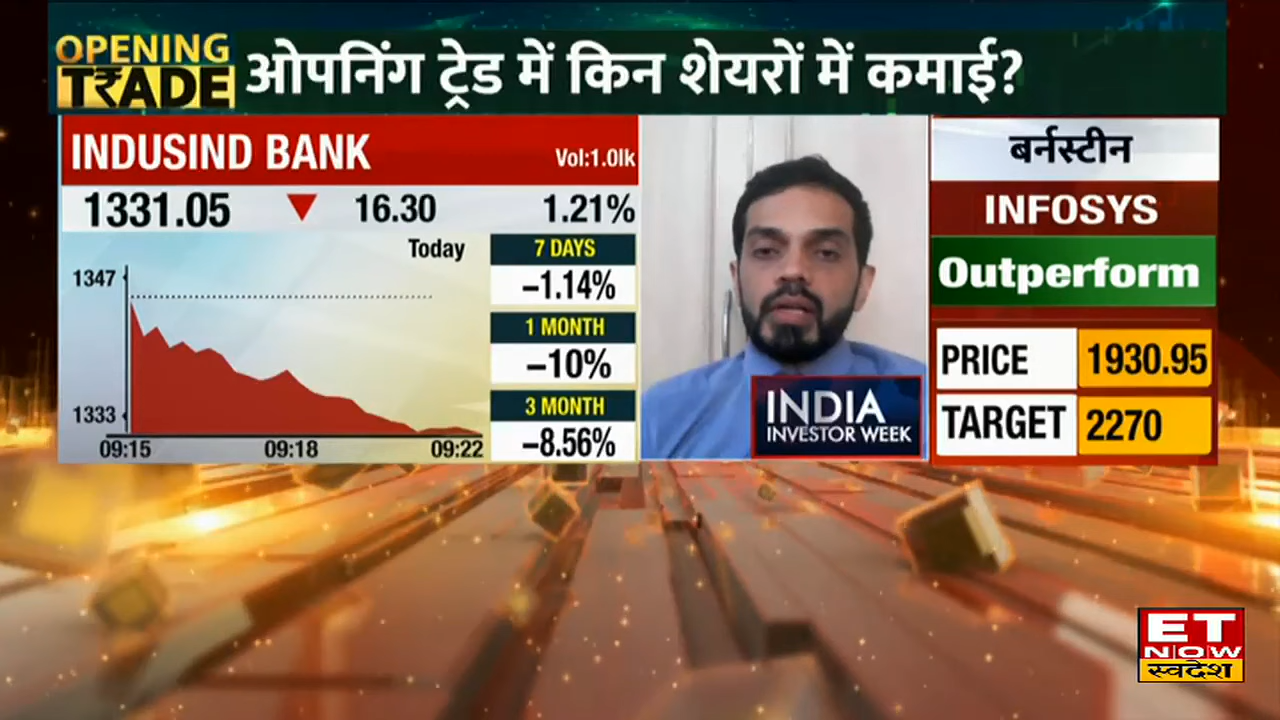 OPENING
TRADE
ओपनिंग ट्रेड में किन शेयरों में कमाई?
INDUSIND BANK
Vol:1.0lk
1331.05 ▼ 16.30 1.21%
Today
1347
1333
09:15 09:18 09:22
7 DAYS
–1.14%
1 MONTH
–10%
3 MONTH
–8.56%
INDIA
INVESTOR WEEK
बर्नस्टीन
INFOSYS
Outperform
PRICE 1930.95
TARGET 2270
ET
NOW
स्वदेश